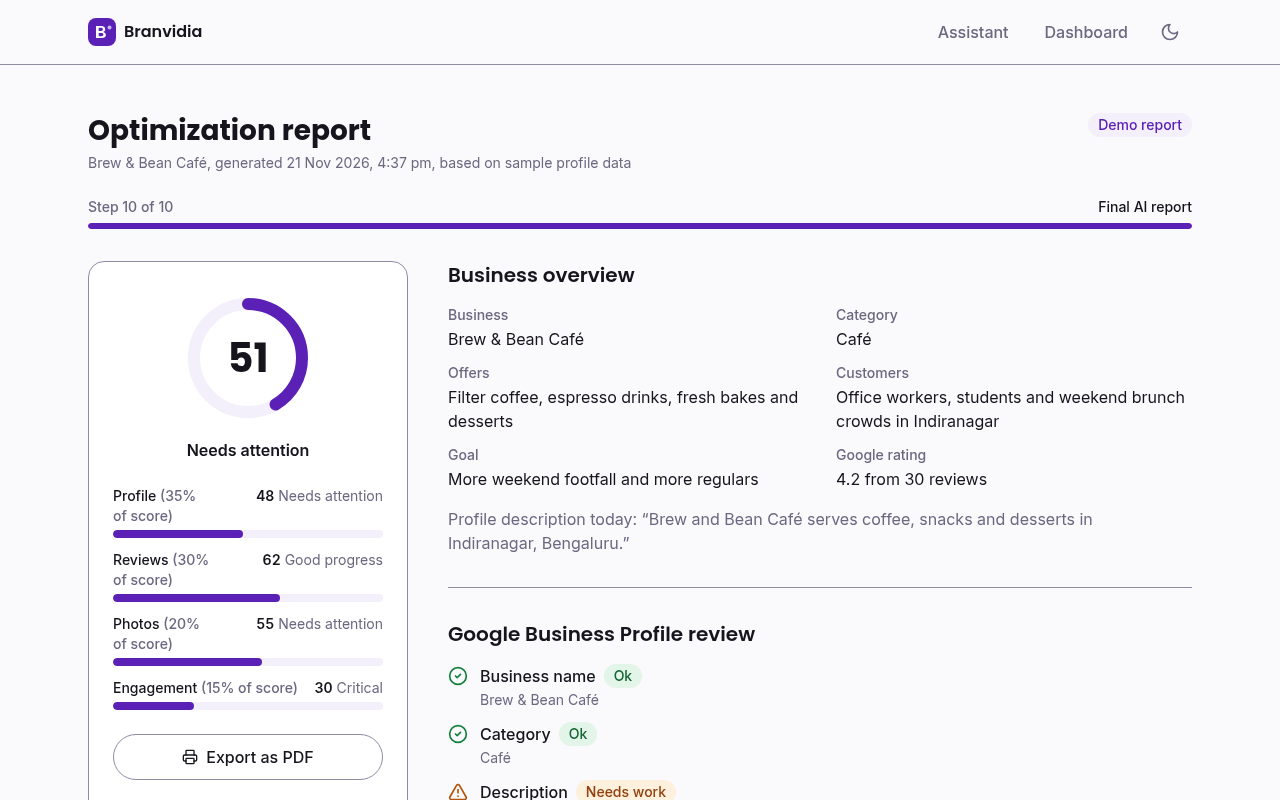 B
Branvidia
Assistant
Dashboard
Optimization report
Demo report
Brew & Bean Café, generated 21 Nov 2026, 4:37 pm, based on sample profile data
Step 10 of 10
Final AI report
51
Needs attention
Profile (35% of score)
48 Needs attention
Reviews (30% of score)
62 Good progress
Photos (20% of score)
55 Needs attention
Engagement (15% of score)
30 Critical
Export as PDF
Business overview
Business
Brew & Bean Café
Category
Café
Offers
Filter coffee, espresso drinks, fresh bakes and
desserts
Customers
Office workers, students and weekend brunch
crowds in Indiranagar
Goal
More weekend footfall and more regulars
Google rating
4.2 from 30 reviews
Profile description today: “Brew and Bean Café serves coffee, snacks and desserts in
Indiranagar, Bengaluru.”
Google Business Profile review
Business name Ok
Brew & Bean Café
Category Ok
Café
Description Needs work